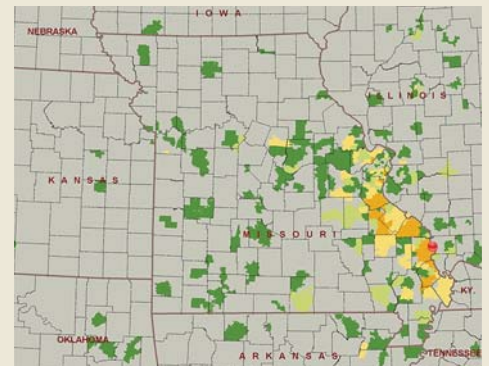 IOWA
NEBRASKA
ILLINOIS
KANSAS
MISSOURI
KY.
OKLAHOMA
ARKANSAS
TENNESSEE